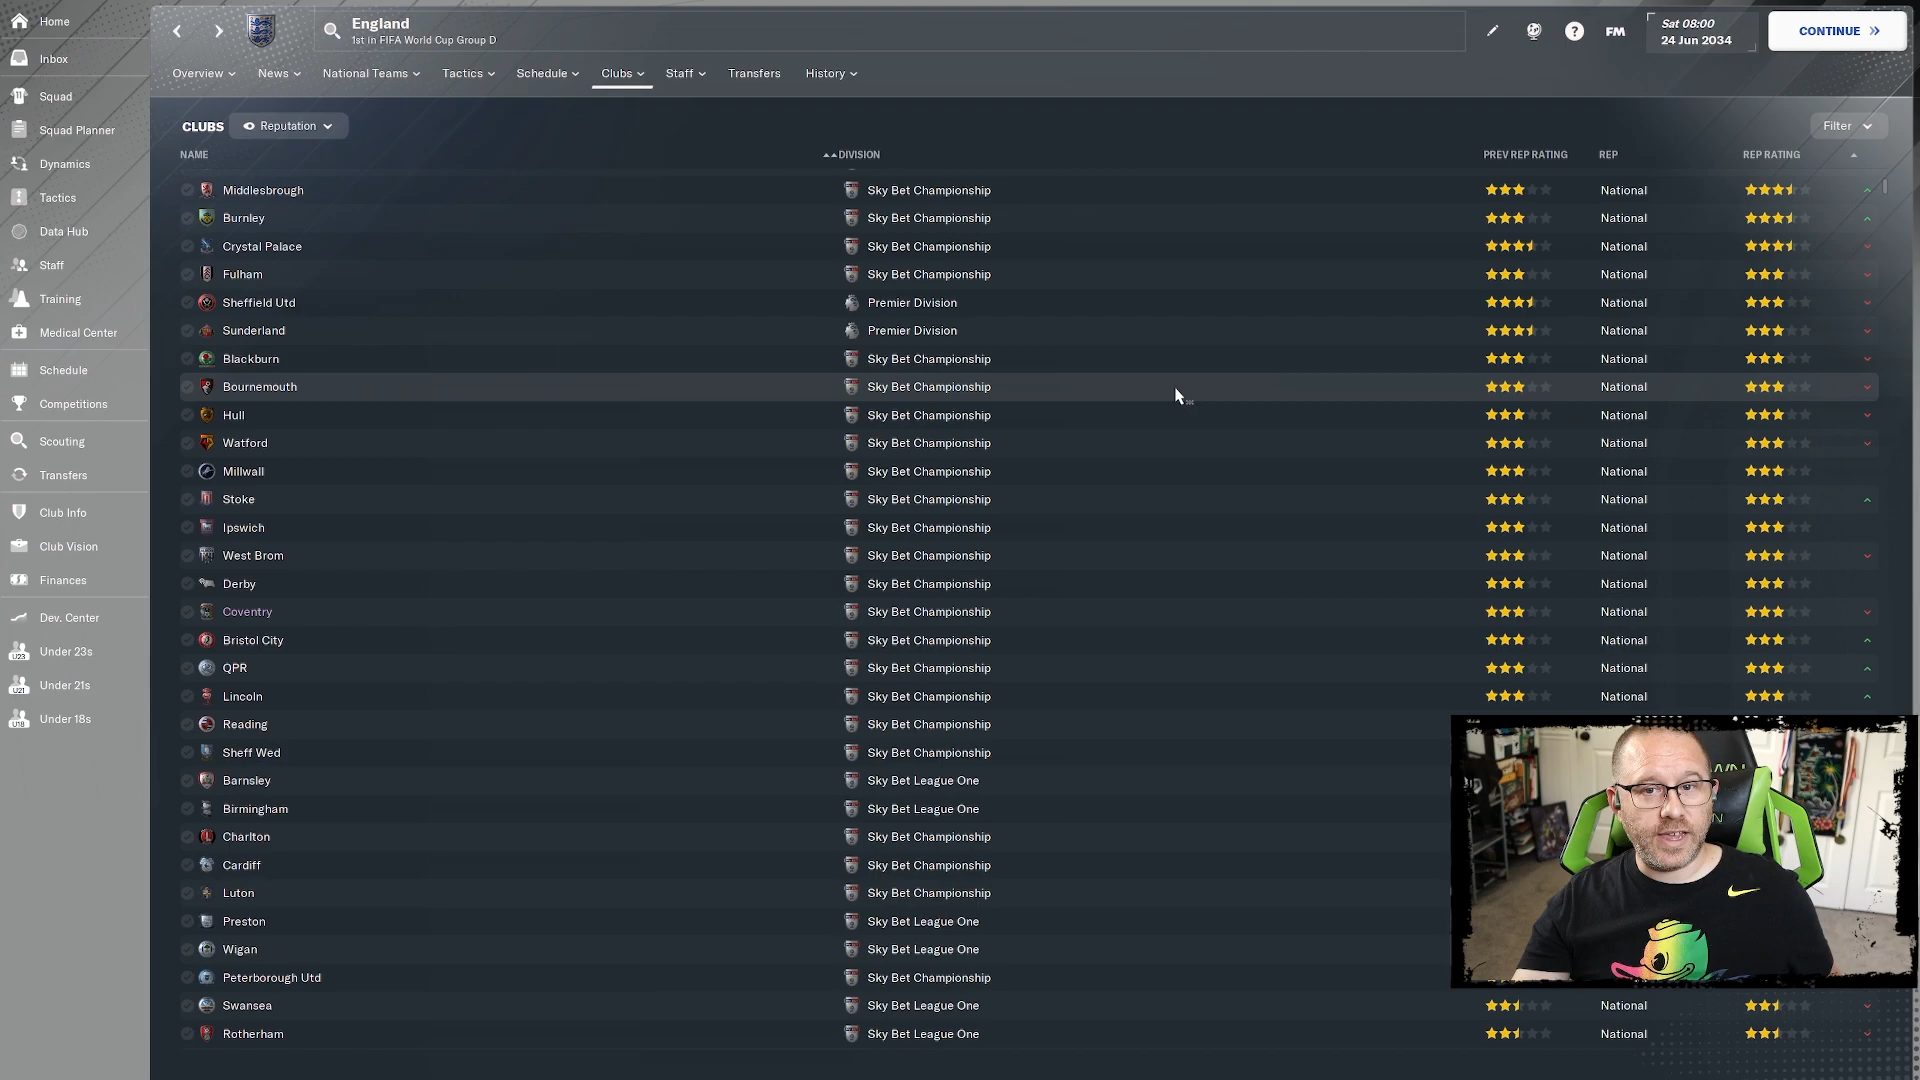 Home
Inbox
Squad
Squad Planner
Dynamics
Tactics
Data Hub
Staff
Training
Medical Center
Schedule
Competitions
Scouting
Transfers
Club Info
Club Vision
Finances
Dev. Center
U23 Under 23s
U21 Under 21s
U18 Under 18s
England
1st in FIFA World Cup Group D
? FM
Sat 08:00
24 Jun 2034
CONTINUE
Overview News National Teams Tactics Schedule Clubs Staff Transfers History
CLUBS Reputation Filter
NAME DIVISION PREV REP RATING REP REP RATING
Middlesbrough Sky Bet Championship National
Burnley Sky Bet Championship National
Crystal Palace Sky Bet Championship National
Fulham Sky Bet Championship National
Sheffield Utd Premier Division National
Sunderland Premier Division National
Blackburn Sky Bet Championship National
Bournemouth Sky Bet Championship National
Hull Sky Bet Championship National
Watford Sky Bet Championship National
Millwall Sky Bet Championship National
Stoke Sky Bet Championship National
Ipswich Sky Bet Championship National
West Brom Sky Bet Championship National
Derby Sky Bet Championship National
Coventry Sky Bet Championship National
Bristol City Sky Bet Championship National
QPR Sky Bet Championship National
Lincoln Sky Bet Championship National
Reading Sky Bet Championship
Sheff Wed Sky Bet Championship
Barnsley Sky Bet League One
Birmingham Sky Bet League One
Charlton Sky Bet Championship
Cardiff Sky Bet Championship
Luton Sky Bet Championship
Preston Sky Bet League One
Wigan Sky Bet League One
Peterborough Utd Sky Bet Championship
Swansea Sky Bet League One National
Rotherham Sky Bet League One National